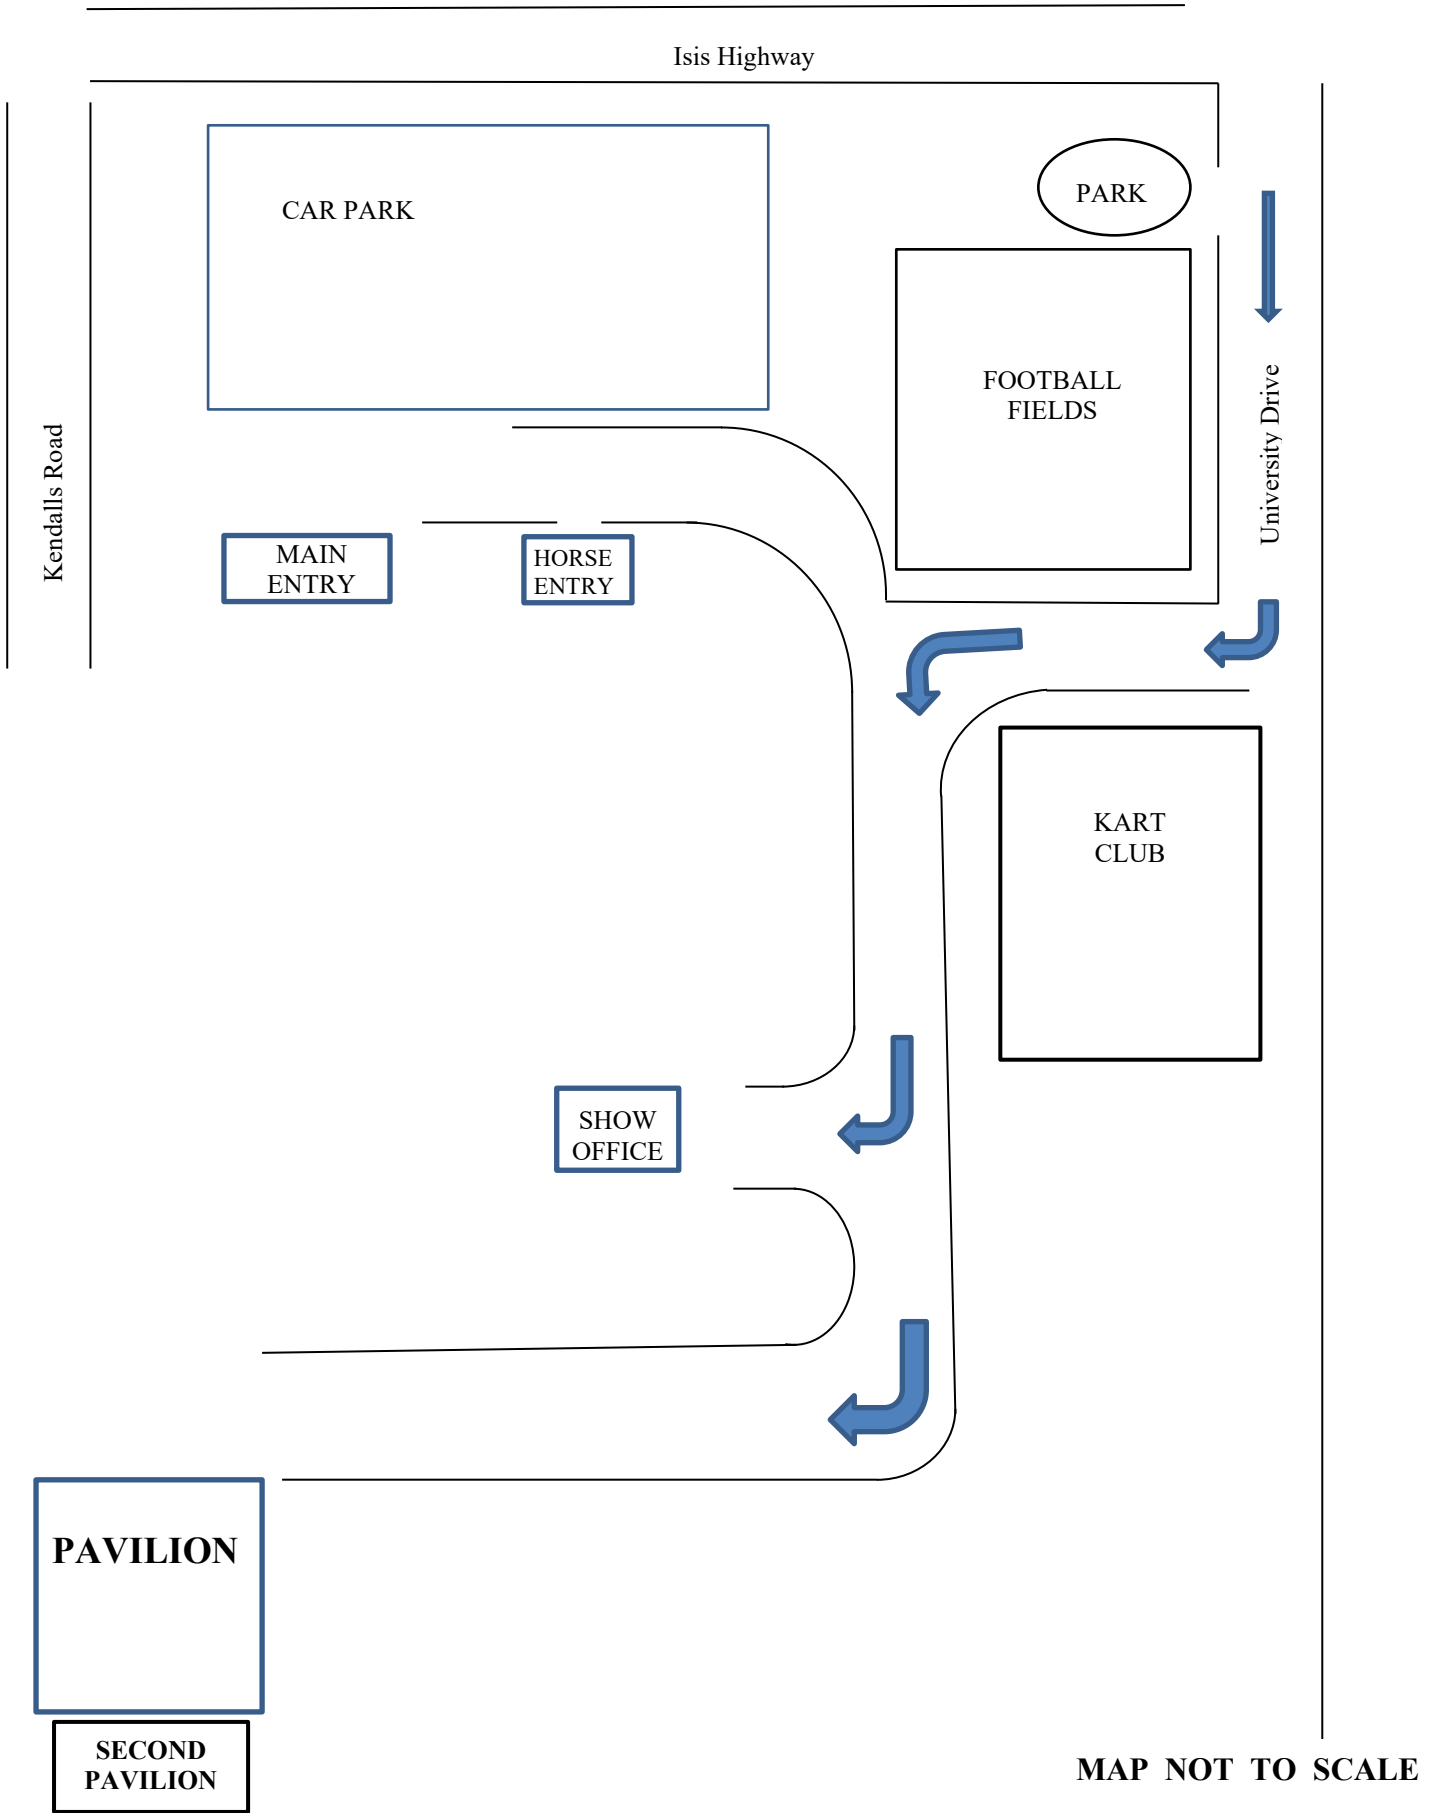 Isis Highway
CAR PARK
PARK
FOOTBALL
FIELDS
University Drive
Kendalls Road
MAIN
ENTRY
HORSE
ENTRY
KART
CLUB
SHOW
OFFICE
PAVILION
SECOND
PAVILION
MAP NOT TO SCALE